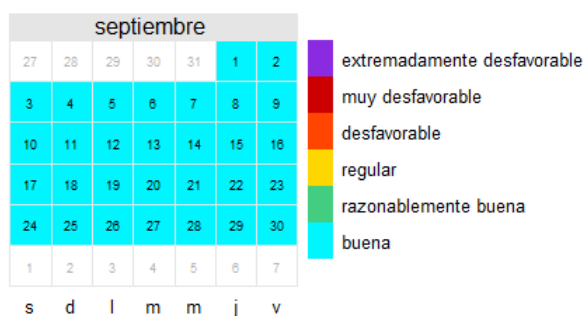 septiembre
27 28 29 30 31 1 2
3 4 5 6 7 8 9
10 11 12 13 14 15 16
17 18 19 20 21 22 23
24 25 26 27 28 29 30
1 2 3 4 5 6 7
s d l m m j v
extremadamente desfavorable
muy desfavorable
desfavorable
regular
razonablemente buena
buena